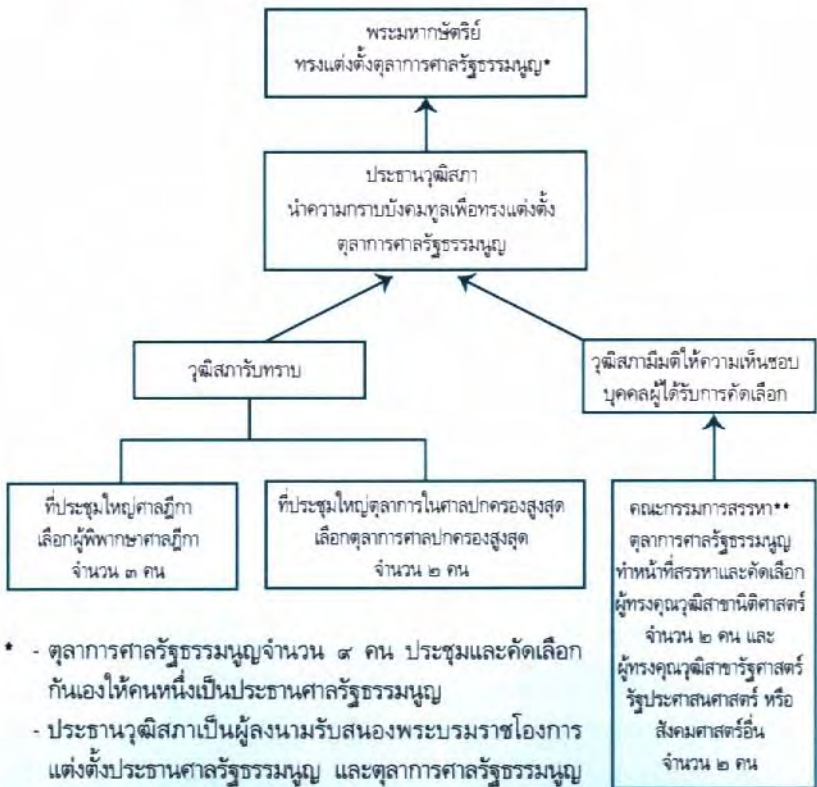 พระมหากษัตริย์
ทรงแต่งตั้งตุลาการศาลรัฐธรรมนูญ*
ประธานวุฒิสภา
นำความกราบบังคมทูลเพื่อทรงแต่งตั้ง
ตุลาการศาลรัฐธรรมนูญ
วุฒิสภารับทราบ
วุฒิสภามีมติให้ความเห็นชอบ
บุคคลผู้ได้รับการคัดเลือก
ที่ประชุมใหญ่ศาลฎีกา
เลือกผู้พิพากษาศาลฎีกา
จำนวน ๓ คน
ที่ประชุมใหญ่ตุลาการในศาลปกครองสูงสุด
เลือกตุลาการศาลปกครองสูงสุด
จำนวน ๒ คน
คณะกรรมการสรรหา**
ตุลาการศาลรัฐธรรมนูญ
ทำหน้าที่สรรหาและคัดเลือก
ผู้ทรงคุณวุฒิสาขานิติศาสตร์
จำนวน ๒ คน และ
ผู้ทรงคุณวุฒิสาขารัฐศาสตร์
รัฐประศาสนศาสตร์ หรือ
สังคมศาสตร์อื่น
จำนวน ๒ คน
* - ตุลาการศาลรัฐธรรมนูญจำนวน ๙ คน ประชุมและคัดเลือก
กันเองให้คนหนึ่งเป็นประธานศาลรัฐธรรมนูญ
- ประธานวุฒิสภาเป็นผู้ลงนามรับสนองพระบรมราชโองการ
แต่งตั้งประธานศาลรัฐธรรมนูญ และตุลาการศาลรัฐธรรมนูญ